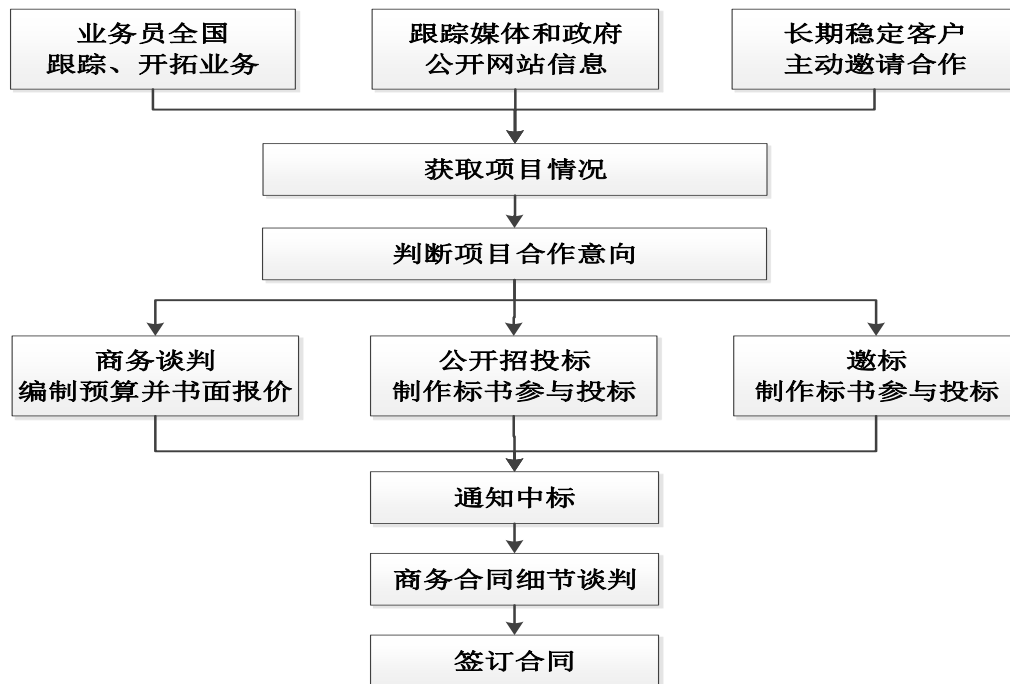 业务员全国
跟踪、开拓业务
跟踪媒体和政府
公开网站信息
长期稳定客户
主动邀请合作
获取项目情况
判断项目合作意向
商务谈判
编制预算并书面报价
公开招投标
制作标书参与投标
邀标
制作标书参与投标
通知中标
商务合同细节谈判
签订合同